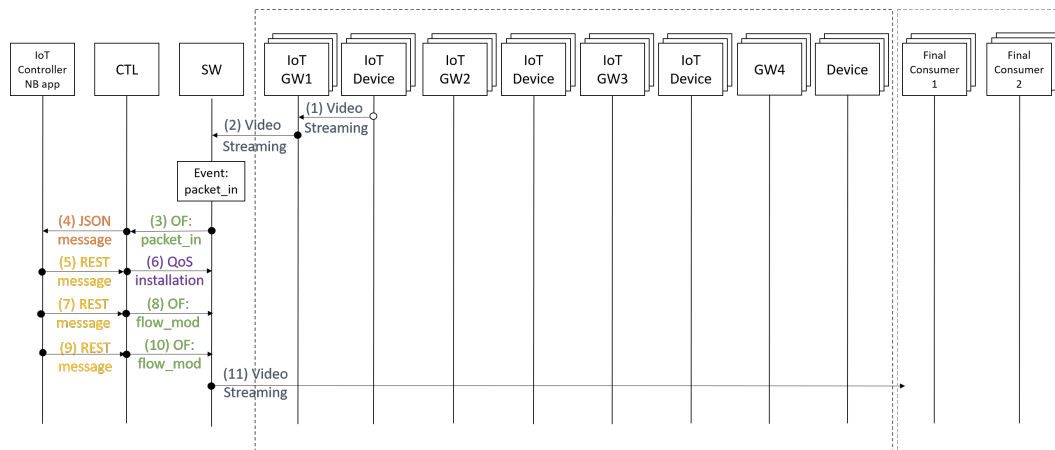 IoT
Controller
NB app
CTL
SW
IoT
GW1
IoT
Device
IoT
GW2
IoT
Device
IoT
GW3
IoT
Device
GW4
Device
Final
Consumer
1
Final
Consumer
2
(1) Video
Streaming
(2) Video
Streaming
Event:
packet_in
(4) JSON
message
(3) OF:
packet_in
(5) REST
message
(6) QoS
installation
(7) REST
message
(8) OF:
flow_mod
(9) REST
message
(10) OF:
flow_mod
(11) Video
Streaming